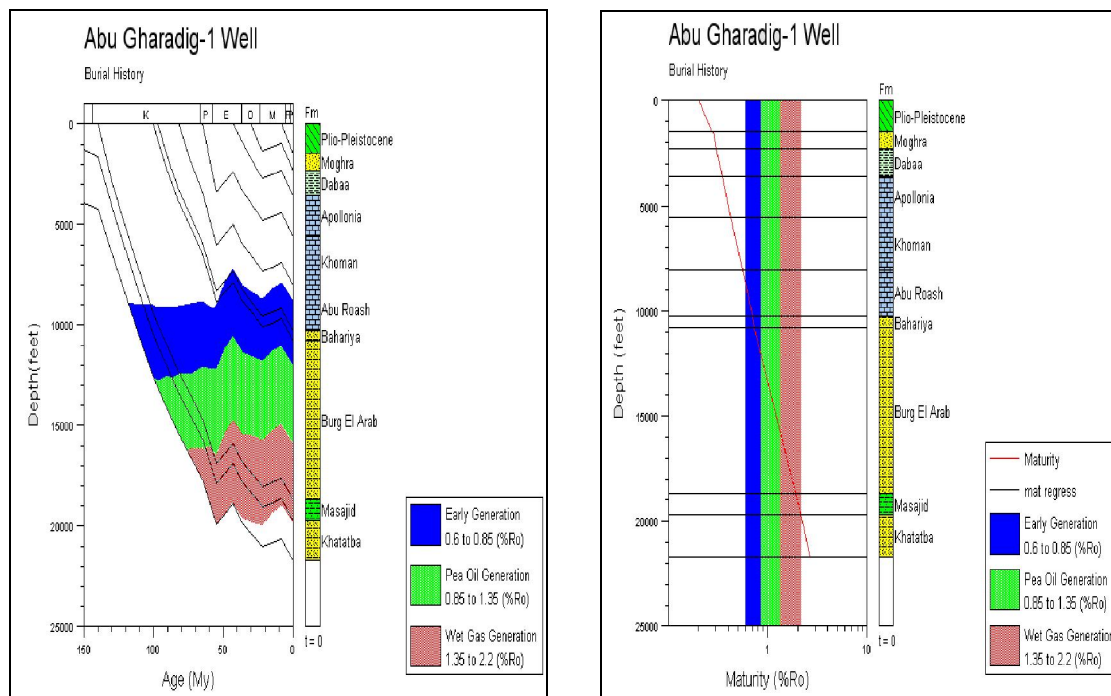 Abu Gharadig-1 Well
Burial History
K P E O M
Fm
0
5000
10000
15000
20000
25000
Depth(feet)
150 100 50 0
Age (My)
Plio-Pleistocene
Moghra
Dabaa
Apollonia
Khoman
Abu Roash
Bahariya
Burg El Arab
Masajid
Khatatba
t = 0
Early Generation
0.6 to 0.85 (%Ro)
Pea Oil Generation
0.85 to 1.35 (%Ro)
Wet Gas Generation
1.35 to 2.2 (%Ro)
Abu Gharadig-1 Well
Burial History
Fm
0
5000
10000
15000
20000
25000
Depth (feet)
1 10
Maturity (%Ro)
Plio-Pleistocene
Moghra
Dabaa
Apollonia
Khoman
Abu Roash
Bahariya
Burg El Arab
Masajid
Khatatba
t = 0
Maturity
mat regress
Early Generation
0.6 to 0.85 (%Ro)
Pea Oil Generation
0.85 to 1.35 (%Ro)
Wet Gas Generation
1.35 to 2.2 (%Ro)